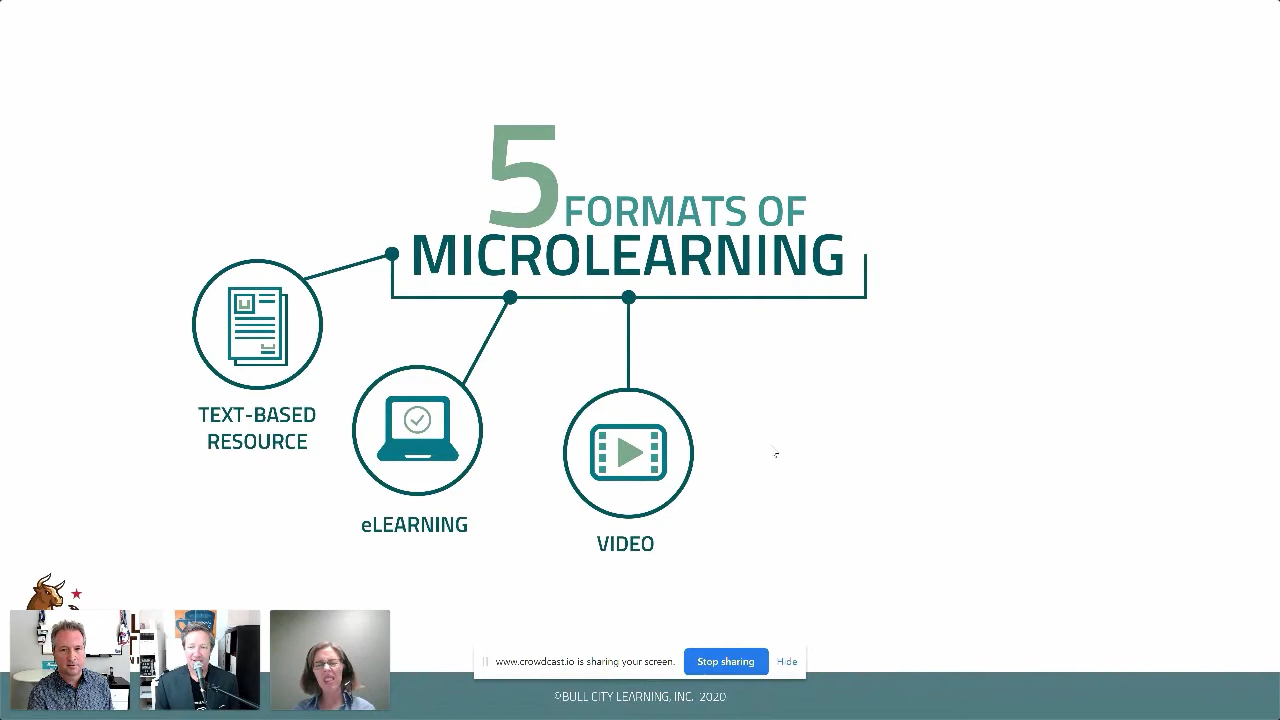 5 FORMATS OF
MICROLEARNING
TEXT-BASED
RESOURCE
eLEARNING
VIDEO
www.crowdcast.io is sharing your screen.
Stop sharing
Hide
©BULL CITY LEARNING, INC. 2020